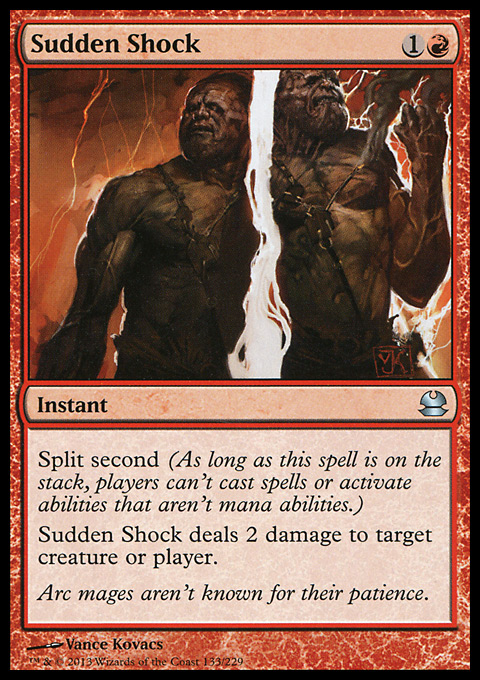 Sudden Shock 1
Instant
Split second (As long as this spell is on the
stack, players can't cast spells or activate
abilities that aren't mana abilities.)
Sudden Shock deals 2 damage to target
creature or player.
Arc mages aren't known for their patience.
Vance Kovacs
™ & © 2013 Wizards of the Coast 133/229